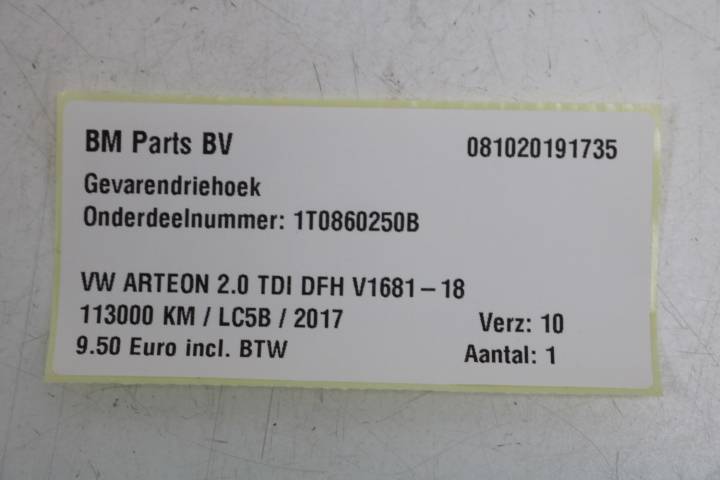 BM Parts BV 081020191735
Gevarendriehoek
Onderdeelnummer: 1T0860250B
VW ARTEON 2.0 TDI DFH V1681-18
113000 KM / LC5B / 2017 Verz: 10
9.50 Euro incl. BTW Aantal: 1